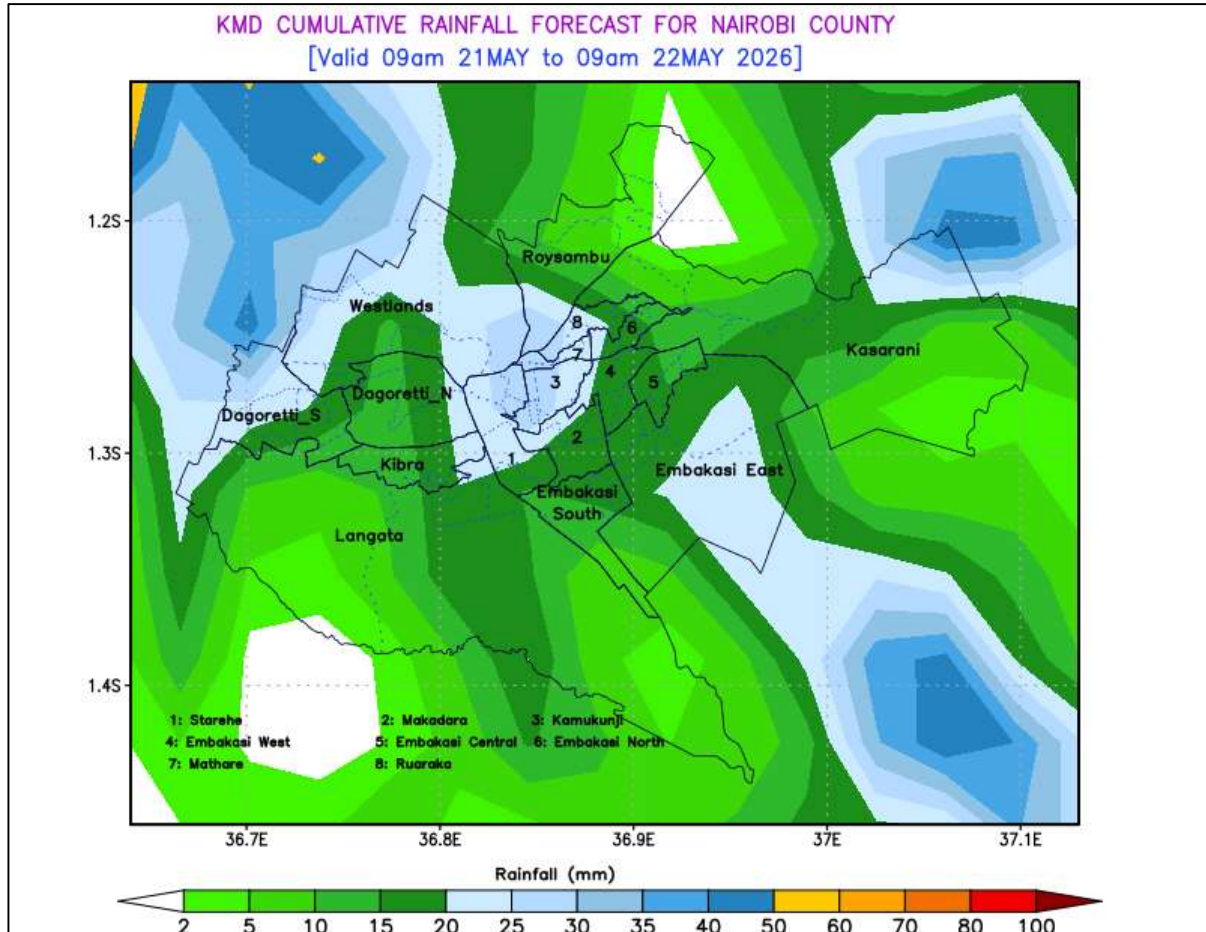 KMD CUMULATIVE RAINFALL FORECAST FOR NAIROBI COUNTY
[Valid 09am 21MAY to 09am 22MAY 2026]
1.2S
Roysambu
Westlands
8
6
Kasarani
7
4
Dagoretti_N
3
5
Dagoretti_S
2
1.3S
1
Kibra
Embakasi East
Embakasi
South
Langata
1.4S
1: Starehe 2: Makadara 3: Kamukunji
4: Embakasi West 5: Embakasi Central 6: Embakasi North
7: Mathare 8: Ruaraka
36.7E 36.8E 36.9E 37E 37.1E
Rainfall (mm)
2 5 10 15 20 25 30 35 40 50 60 70 80 100